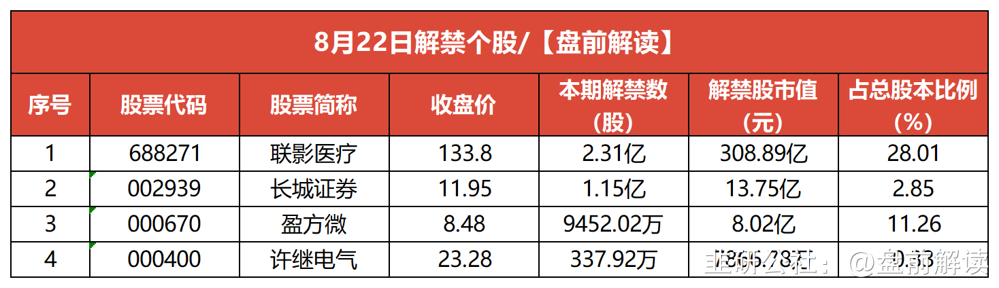 8月22日解禁个股/【盘前解读】
序号 股票代码 股票简称 收盘价 本期解禁数（股） 解禁股市值（元） 占总股本比例（%）
1 688271 联影医疗 133.8 2.31亿 308.89亿 28.01
2 002939 长城证券 11.95 1.15亿 13.75亿 2.85
3 000670 盈方微 8.48 9452.02万 8.02亿 11.26
4 000400 许继电气 23.28 337.92万 7866.78万 0.33
韭研公社：@盘前解读